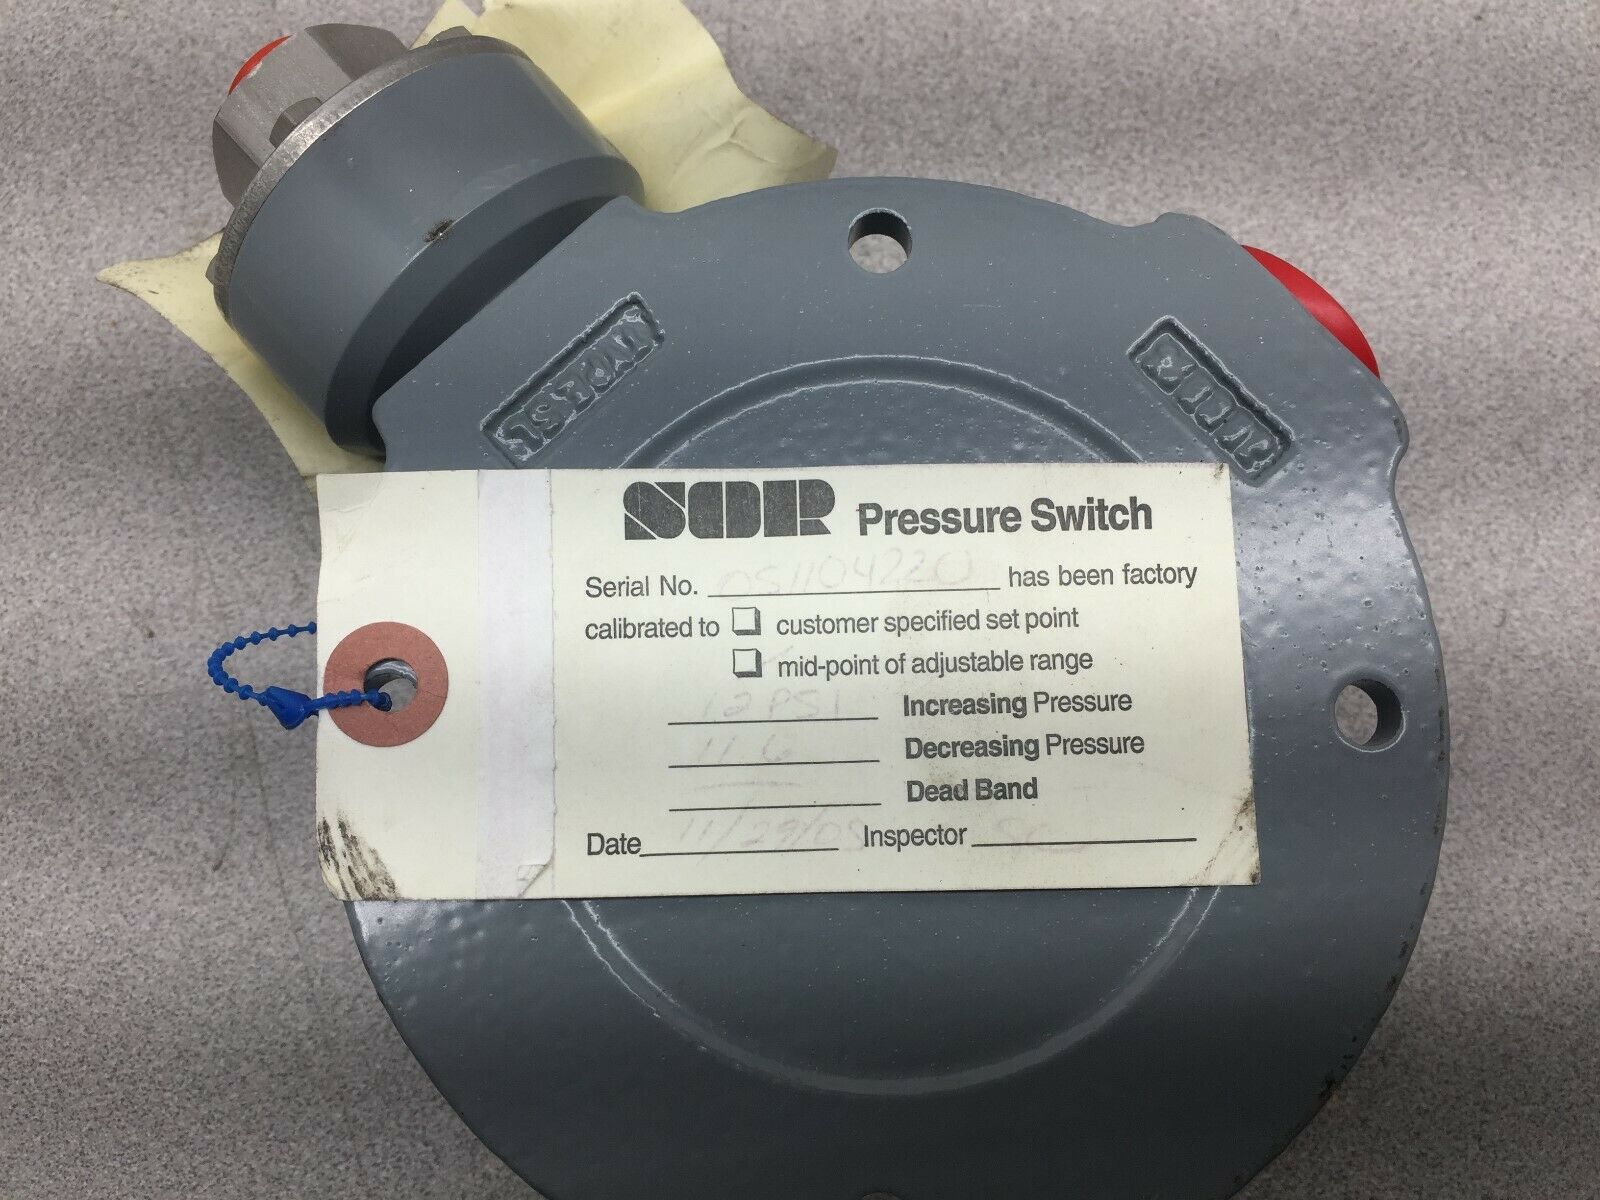 SOR Pressure Switch
Serial No. 051104220 has been factory
calibrated to customer specified set point
mid-point of adjustable range
12 PSI Increasing Pressure
11.6 Decreasing Pressure
Dead Band
Date 11/29/05 Inspector